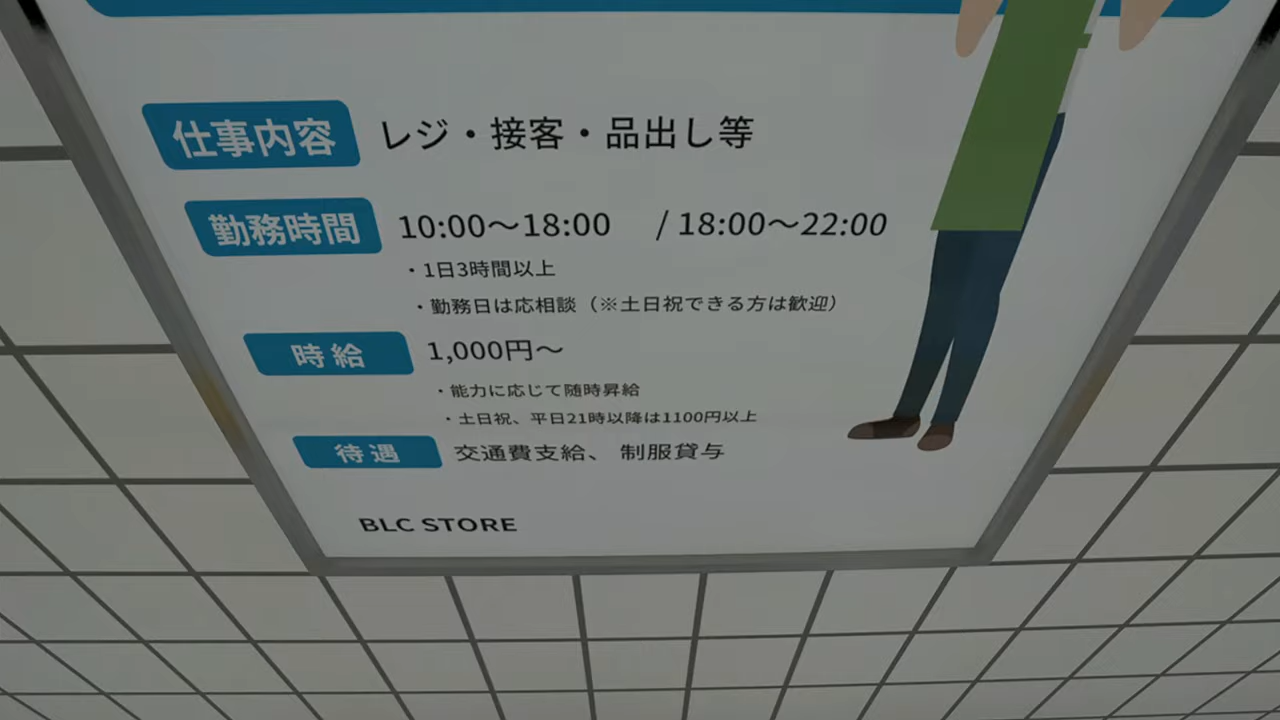 仕事内容 レジ・接客・品出し等
勤務時間 10:00〜18:00 / 18:00〜22:00
・1日3時間以上
・勤務日は応相談（※土日祝できる方は歓迎）
時給 1,000円〜
・能力に応じて随時昇給
・土日祝、平日21時以降は1100円以上
待遇 交通費支給、 制服貸与
BLC STORE